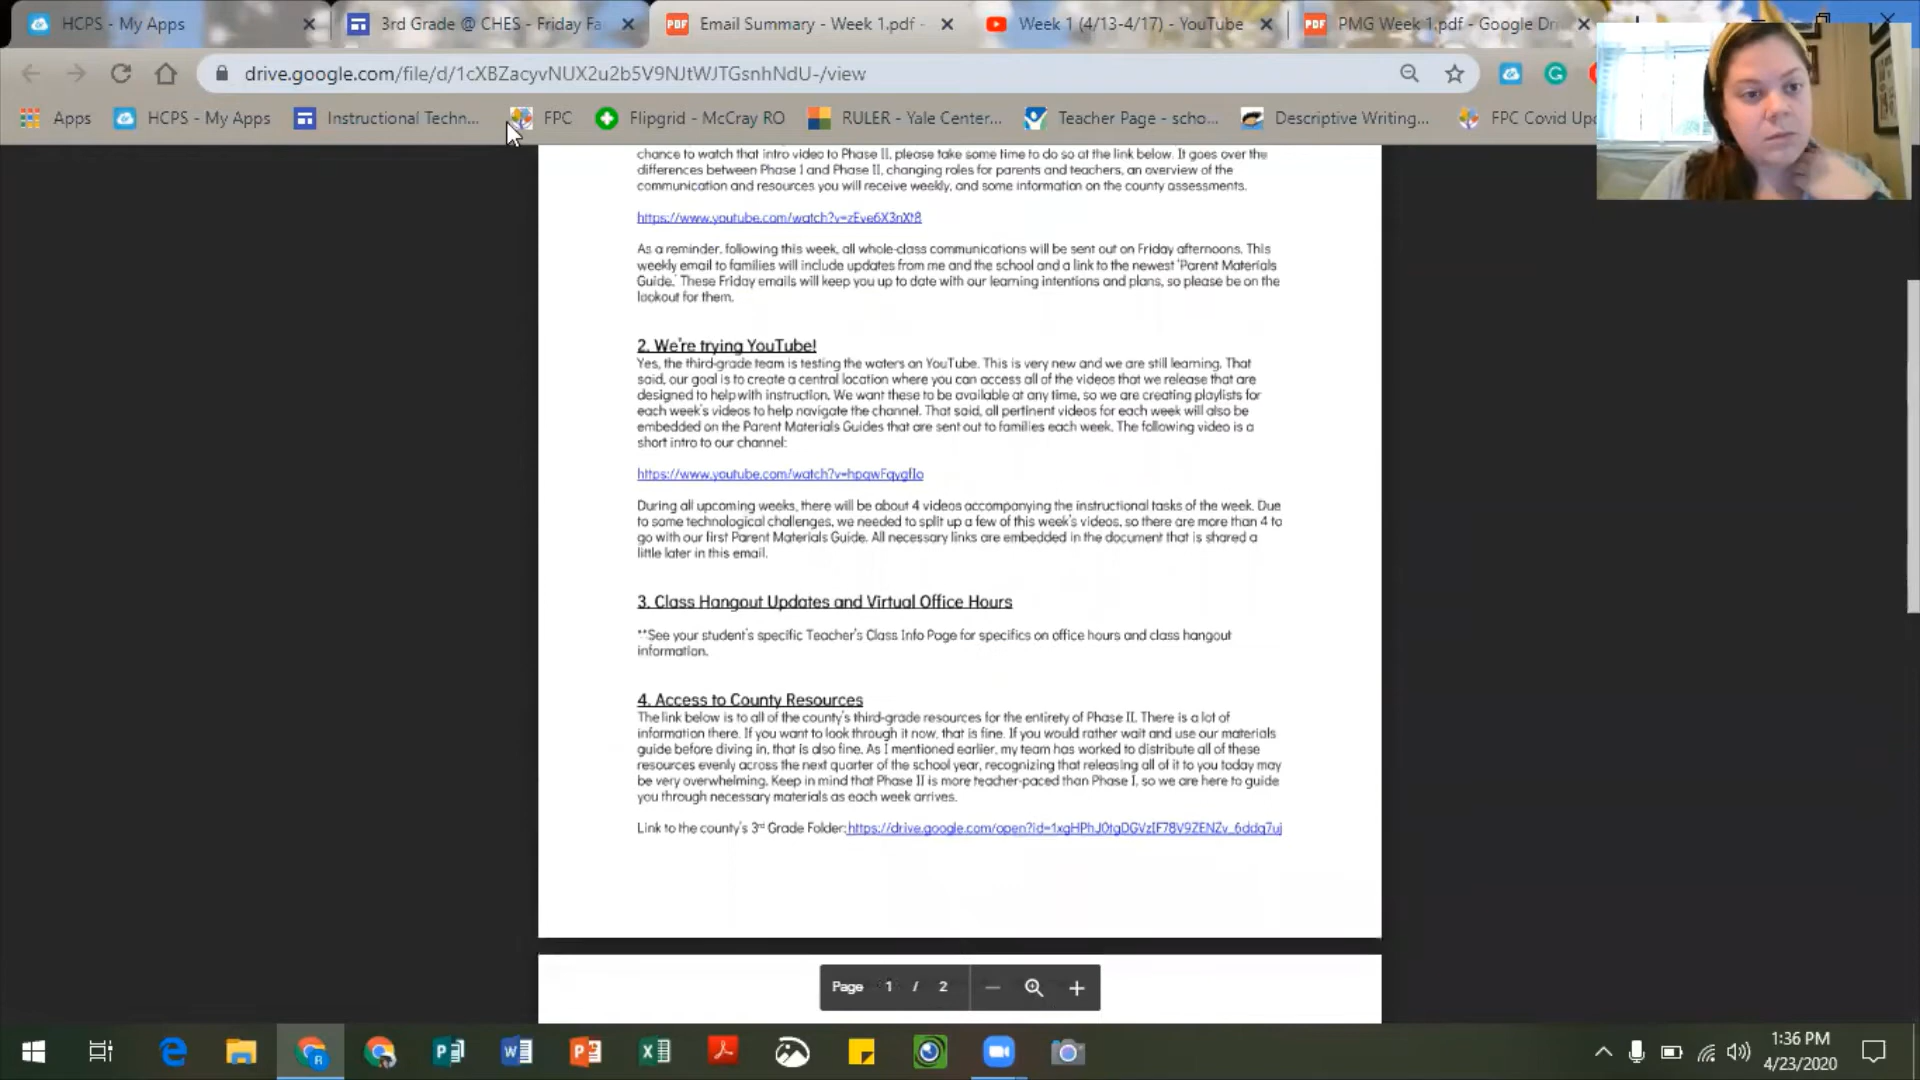 HCPS - My Apps
3rd Grade @ CHES - Friday Fa
Email Summary - Week 1.pdf -
Week 1 (4/13-4/17) - YouTube
PMG Week 1.pdf - Google Dri
drive.google.com/file/d/1cXBZacyvNUX2u2b5V9NJtWJTGsnhNdU-/view
Apps
HCPS - My Apps
Instructional Techn...
FPC
Flipgrid - McCray RO
RULER - Yale Center...
Teacher Page - scho...
Descriptive Writing...
FPC Covid Up
chance to watch that intro video to Phase II, please take some time to do so at the link below. It goes over the
differences between Phase I and Phase II, changing roles for parents and teachers, an overview of the
communication and resources you will receive weekly, and some information on the county assessments.
https://www.youtube.com/watch?v=zEve6X3nXt8
As a reminder, following this week, all whole-class communications will be sent out on Friday afternoons. This
weekly email to families will include updates from me and the school and a link to the newest 'Parent Materials
Guide.' These Friday emails will keep you up to date with our learning intentions and plans, so please be on the
lookout for them.
2. We're trying YouTube!
Yes, the third-grade team is testing the waters on YouTube. This is very new and we are still learning. That
said, our goal is to create a central location where you can access all of the videos that we release that are
designed to help with instruction. We want these to be available at any time, so we are creating playlists for
each week's videos to help navigate the channel. That said, all pertinent videos for each week will also be
embedded on the Parent Materials Guides that are sent out to families each week. The following video is a
short intro to our channel:
https://www.youtube.com/watch?v=hpqwFqygfIo
During all upcoming weeks, there will be about 4 videos accompanying the instructional tasks of the week. Due
to some technological challenges, we needed to split up a few of this week's videos, so there are more than 4 to
go with our first Parent Materials Guide. All necessary links are embedded in the document that is shared a
little later in this email.
3. Class Hangout Updates and Virtual Office Hours
**See your student's specific Teacher's Class Info Page for specifics on office hours and class hangout
information.
4. Access to County Resources
The link below is to all of the county's third-grade resources for the entirety of Phase II. There is a lot of
information there. If you want to look through it now, that is fine. If you would rather wait and use our materials
guide before diving in, that is also fine. As I mentioned earlier, my team has worked to distribute all of these
resources evenly across the next quarter of the school year, recognizing that releasing all of it to you today may
be very overwhelming. Keep in mind that Phase II is more teacher-paced than Phase I, so we are here to guide
you through necessary materials as each week arrives.
Link to the county's 3rd Grade Folder: https://drive.google.com/open?id=1xgHPhJ0tgDGVzIF78V9ZENZv_6ddq7uj
Page 1 / 2
1:36 PM
4/23/2020